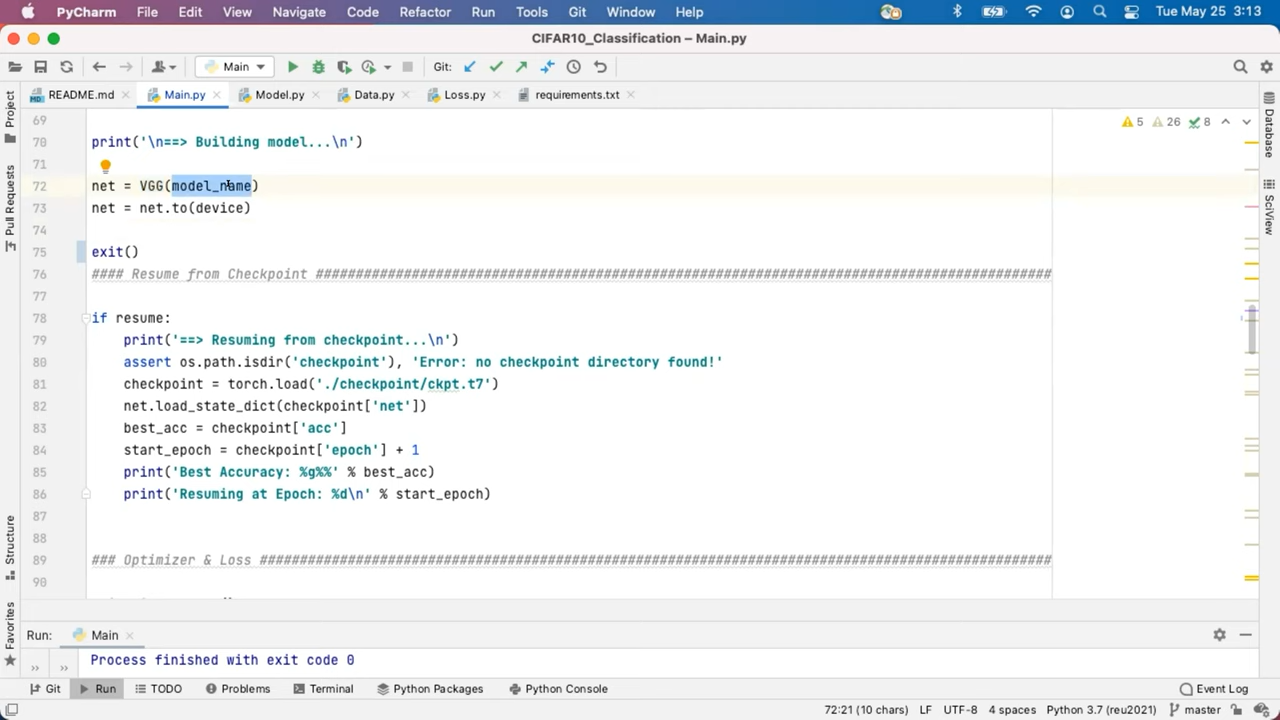 PyCharm File Edit View Navigate Code Refactor Run Tools Git Window Help Tue May 25 3:13
CIFAR10_Classification – Main.py
Main Git:
README.md Main.py Model.py Data.py Loss.py requirements.txt
5 26 8
69
70 print('\n==> Building model...\n')
71
72 net = VGG(model_name)
73 net = net.to(device)
74
75 exit()
76 #### Resume from Checkpoint ############################################################################################
77
78 if resume:
79 print('==> Resuming from checkpoint...\n')
80 assert os.path.isdir('checkpoint'), 'Error: no checkpoint directory found!'
81 checkpoint = torch.load('./checkpoint/ckpt.t7')
82 net.load_state_dict(checkpoint['net'])
83 best_acc = checkpoint['acc']
84 start_epoch = checkpoint['epoch'] + 1
85 print('Best Accuracy: %g%%' % best_acc)
86 print('Resuming at Epoch: %d\n' % start_epoch)
87
88
89 ### Optimizer & Loss ###################################################################################################
90
Project
Pull Requests
Structure
Favorites
Database
SciView
Run: Main
Process finished with exit code 0
Git Run TODO Problems Terminal Python Packages Python Console Event Log
72:21 (10 chars) LF UTF-8 4 spaces Python 3.7 (reu2021) master